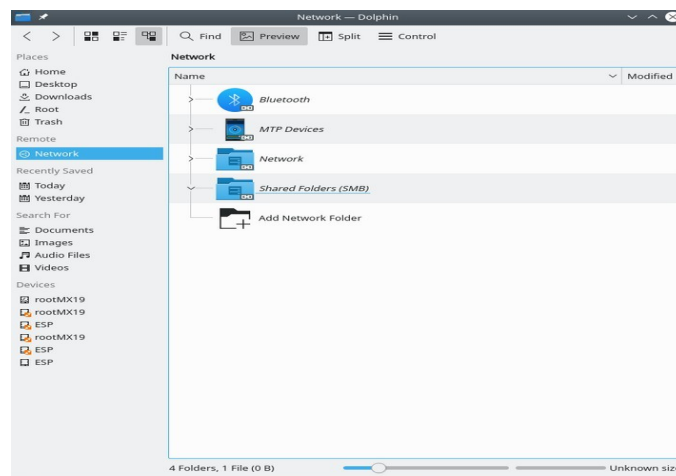 Network — Dolphin
Find Preview Split Control
Places
Home
Desktop
Downloads
Root
Trash
Remote
Network
Recently Saved
Today
Yesterday
Search For
Documents
Images
Audio Files
Videos
Devices
rootMX19
rootMX19
ESP
rootMX19
ESP
ESP
Network
Name Modified
Bluetooth
MTP Devices
Network
Shared Folders (SMB)
Add Network Folder
4 Folders, 1 File (0 B)
Unknown siz